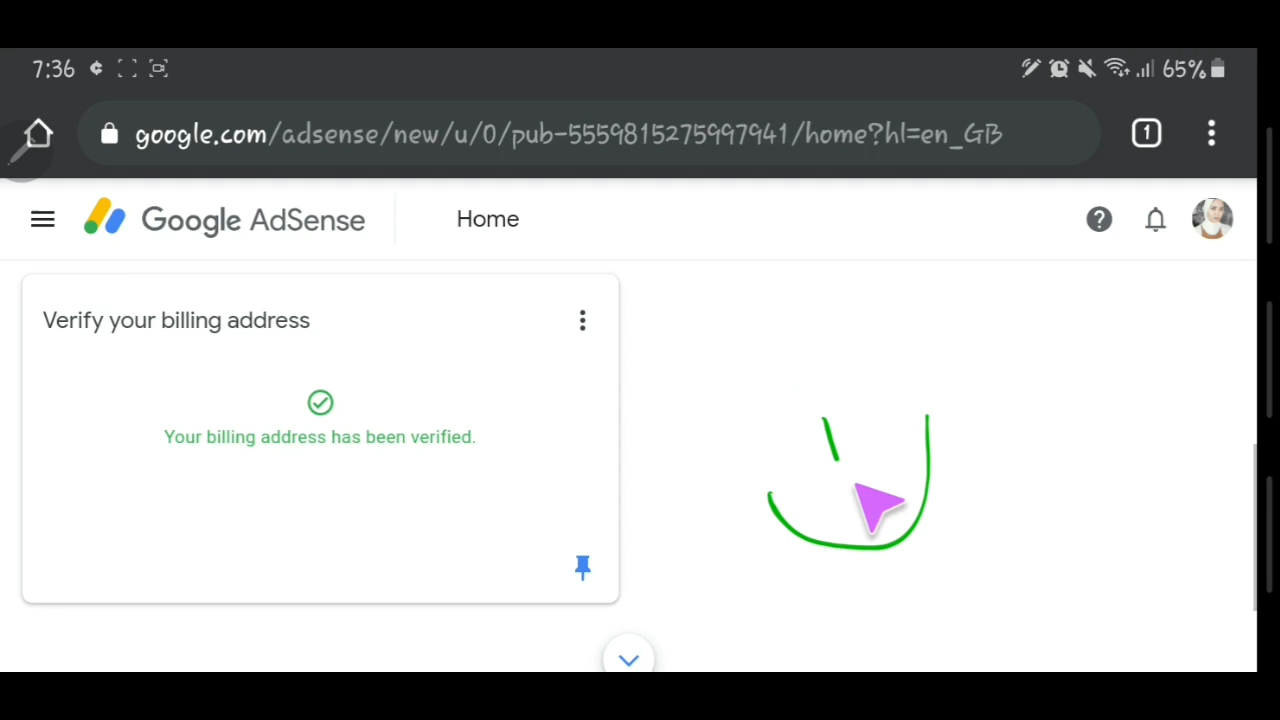 7:36 65%
google.com/adsense/new/u/0/pub-5559815275997941/home?hl=en_GB 1
Google AdSense Home
Verify your billing address
Your billing address has been verified.